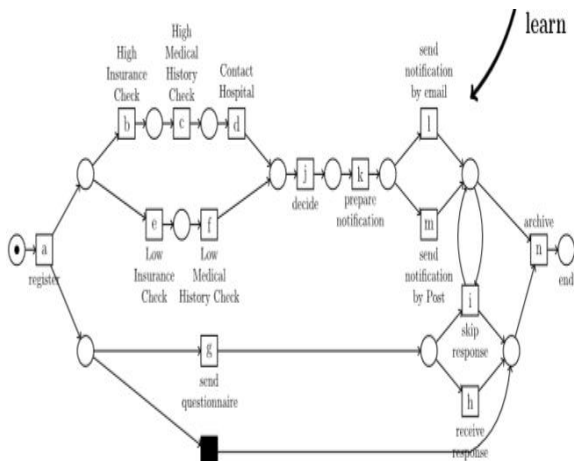 learn
High
Insurance
Check
High
Medical
History
Check
Contact
Hospital
send
notification
by email
b
c
d
l
j
k
decide
prepare
notification
e
f
m
Low
Insurance
Check
Low
Medical
History Check
send
notification
by Post
a
register
archive
n
end
i
skip
response
g
send
questionnaire
h
receive
response